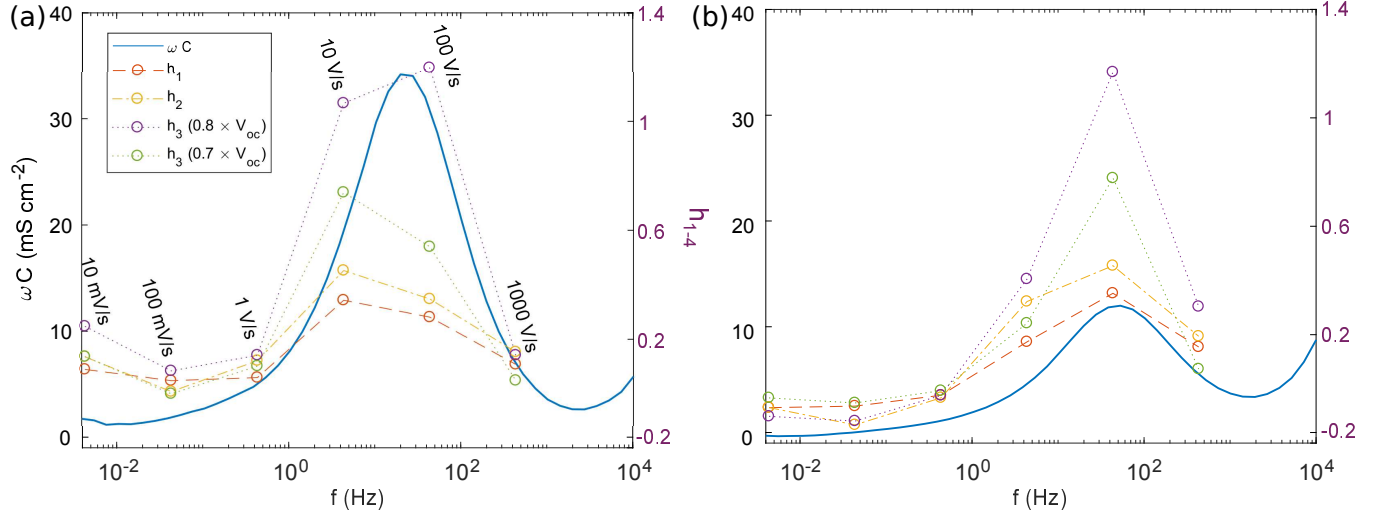 (a)
40
30
20
10
0
ωC (mS cm-2)
ω C
h1
h2
h3 (0.8 × Voc)
h3 (0.7 × Voc)
10 mV/s
100 mV/s
1 V/s
10 V/s
100 V/s
1000 V/s
1.4
1
0.6
0.2
-0.2
h1-4
10-2
100
102
104
f (Hz)
(b)
40
30
20
10
0
1.4
1
0.6
0.2
-0.2
10-2
100
102
104
f (Hz)